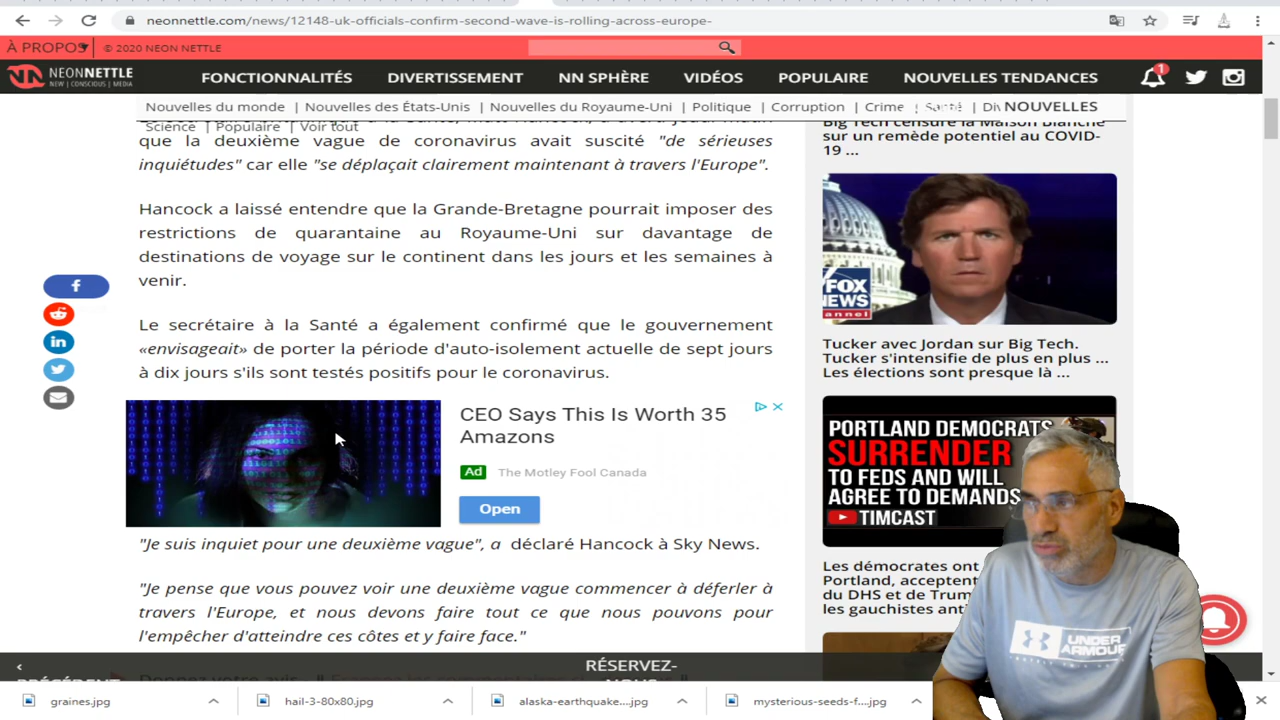 neonnettle.com/news/12148-uk-officials-confirm-second-wave-is-rolling-across-europe-
À PROPOS
© 2020 NEON NETTLE
NEONNETTLE
NEW | CONSCIOUS | MEDIA
FONCTIONNALITÉS DIVERTISSEMENT NN SPHÈRE VIDÉOS POPULAIRE NOUVELLES TENDANCES
1
Nouvelles du monde | Nouvelles des États-Unis | Nouvelles du Royaume-Uni | Politique | Corruption | Crime | Santé | Di NOUVELLES
Science | Populaire | Voir tout
que la deuxième vague de coronavirus avait suscité "de sérieuses
inquiétudes" car elle "se déplaçait clairement maintenant à travers l'Europe".
Hancock a laissé entendre que la Grande-Bretagne pourrait imposer des
restrictions de quarantaine au Royaume-Uni sur davantage de
destinations de voyage sur le continent dans les jours et les semaines à
venir.
Le secrétaire à la Santé a également confirmé que le gouvernement
«envisageait» de porter la période d'auto-isolement actuelle de sept jours
à dix jours s'ils sont testés positifs pour le coronavirus.
CEO Says This Is Worth 35
Amazons
Ad The Motley Fool Canada
Open
"Je suis inquiet pour une deuxième vague", a déclaré Hancock à Sky News.
"Je pense que vous pouvez voir une deuxième vague commencer à déferler à
travers l'Europe, et nous devons faire tout ce que nous pouvons pour
l'empêcher d'atteindre ces côtes et y faire face."
Big Tech censure la Maison Blanche
sur un remède potentiel au COVID-
19 ...
FOX
NEWS
channel
Tucker avec Jordan sur Big Tech.
Tucker s'intensifie de plus en plus ...
Les élections sont presque là ...
PORTLAND DEMOCRATS
SURRENDER
TO FEDS AND WILL
AGREE TO DEMANDS
TIMCAST
Les démocrates ont
Portland, acceptent
du DHS et de Trum
les gauchistes ant
UNDER
ARMOUR
RÉSERVEZ-
graines.jpg
hail-3-80x80.jpg
alaska-earthquake....jpg
mysterious-seeds-f....jpg